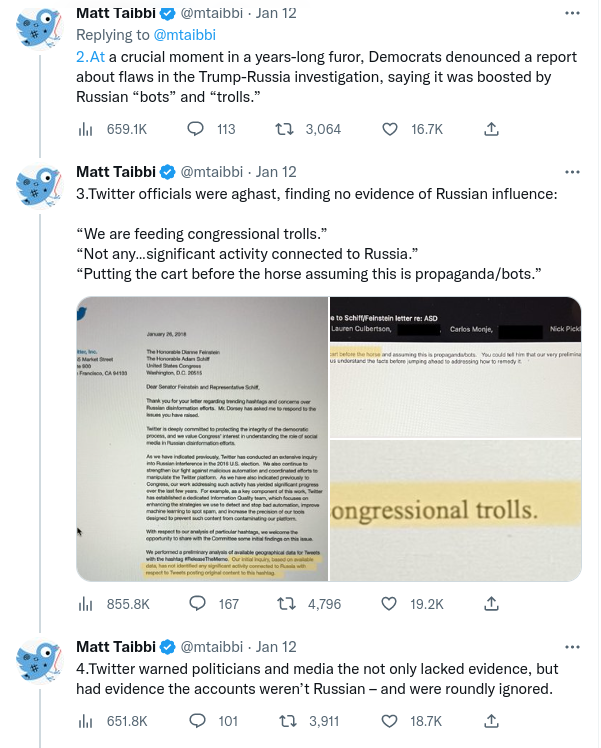 Matt Taibbi @mtaibbi · Jan 12
Replying to @mtaibbi
2.At a crucial moment in a years-long furor, Democrats denounced a report
about flaws in the Trump-Russia investigation, saying it was boosted by
Russian “bots” and “trolls.”
659.1K 113 3,064 16.7K
Matt Taibbi @mtaibbi · Jan 12
3.Twitter officials were aghast, finding no evidence of Russian influence:
“We are feeding congressional trolls.”
“Not any…significant activity connected to Russia.”
“Putting the cart before the horse assuming this is propaganda/bots.”
January 26, 2018
tter, Inc.
5 Market Street
e 900
Francisco, CA 94103
The Honorable Dianne Feinstein
The Honorable Adam Schiff
United States Congress
Washington, D.C. 20515
Dear Senator Feinstein and Representative Schiff,
Thank you for your letter regarding trending hashtags and concerns over
Russian disinformation efforts. Mr. Dorsey has asked me to respond to the
issues you have raised.
Twitter is deeply committed to protecting the integrity of the democratic
process, and we value Congress' interest in understanding the role of social
media in Russian disinformation efforts.
As we have indicated previously, Twitter has conducted an extensive inquiry
into Russian interference in the 2016 U.S. election. We also continue to
strengthen our fight against malicious automation and coordinated efforts to
manipulate the Twitter platform. As we have also indicated previously to
Congress, our work addressing such activity has yielded significant progress
over the last few years. For example, as a key component of this work, Twitter
has established a dedicated Information Quality team, which focuses on
enhancing the strategies we use to detect and stop bad automation, improve
machine learning to spot spam, and increase the precision of our tools
designed to prevent such content from contaminating our platform.
With respect to our analysis of particular hashtags, we welcome the
opportunity to share with the Committee some initial findings on this issue.
We performed a preliminary analysis of available geographical data for Tweets
with the hashtag #ReleaseTheMemo. Our initial inquiry, based on available
data, has not identified any significant activity connected to Russia with
respect to Tweets posting original content to this hashtag.
e to Schiff/Feinstein letter re: ASD
Lauren Culbertson, Carlos Monje, Nick Pickl
art before the horse and assuming this is propaganda/bots. You could tell him that our very prelimina
us understand the facts before jumping ahead to addressing how to remedy it.
ongressional trolls.
855.8K 167 4,796 19.2K
Matt Taibbi @mtaibbi · Jan 12
4.Twitter warned politicians and media the not only lacked evidence, but
had evidence the accounts weren’t Russian – and were roundly ignored.
651.8K 101 3,911 18.7K